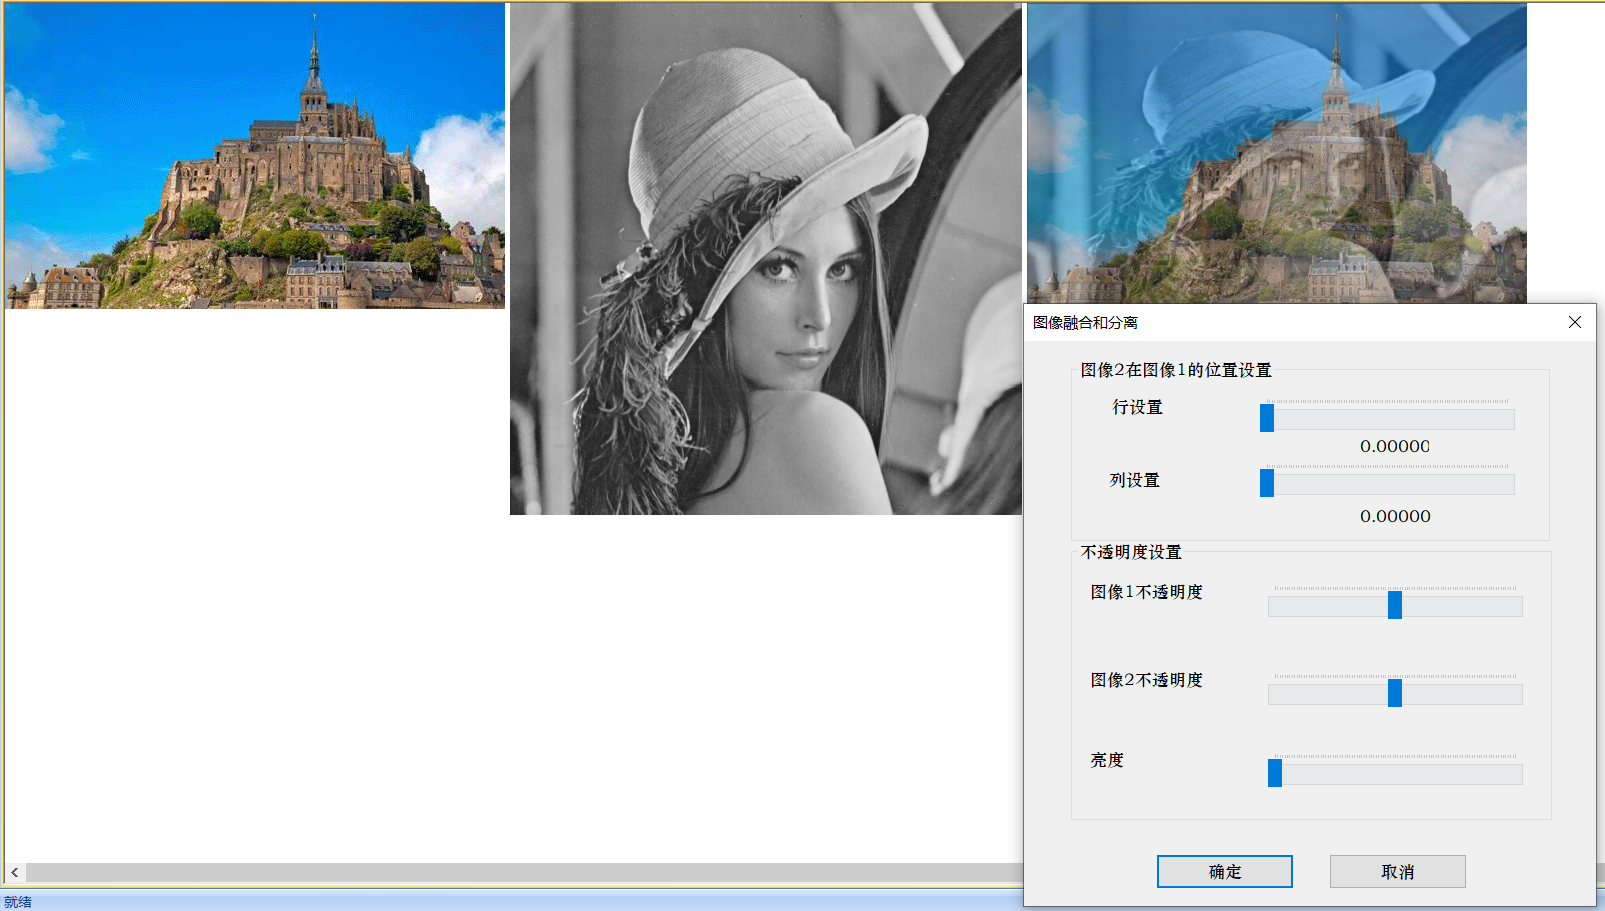 图像融合和分离
图像2在图像1的位置设置
行设置
0.00000
列设置
0.00000
不透明度设置
图像1不透明度
图像2不透明度
亮度
确定
取消
就绪